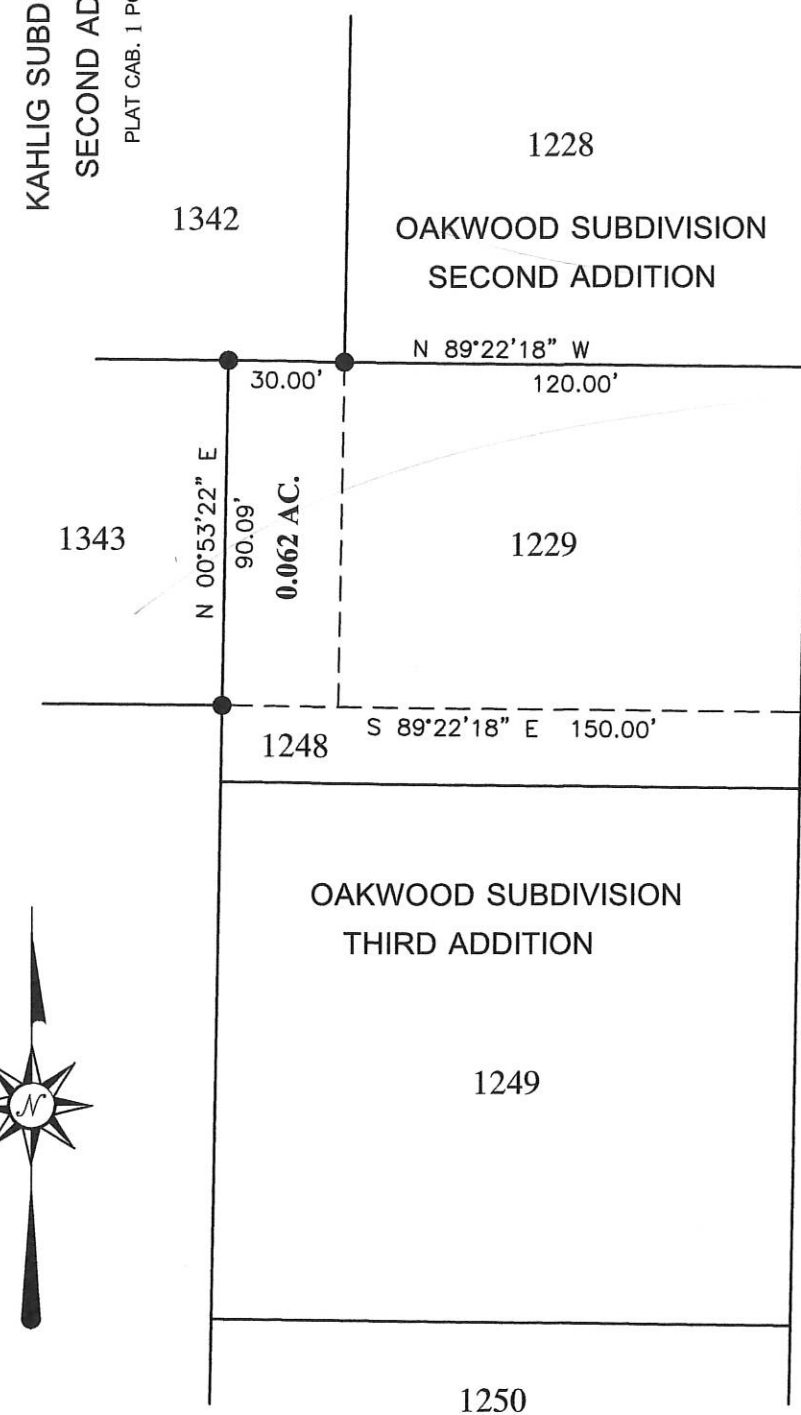 KAHLIG SUBD
SECOND AD
PLAT CAB. 1
1228
1342
OAKWOOD SUBDIVISION
SECOND ADDITION
N 89°22'18" W
30.00'
120.00'
N 00°53'22" E
90.09'
0.062 AC.
1343
1229
S 89°22'18" E 150.00'
1248
OAKWOOD SUBDIVISION
THIRD ADDITION
1249
N
1250